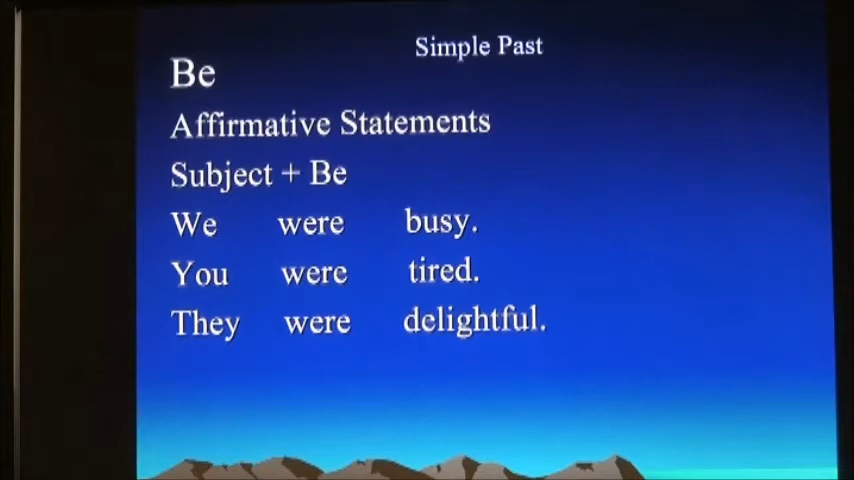 Simple Past
Be
Affirmative Statements
Subject + Be
We were busy.
You were tired.
They were delightful.